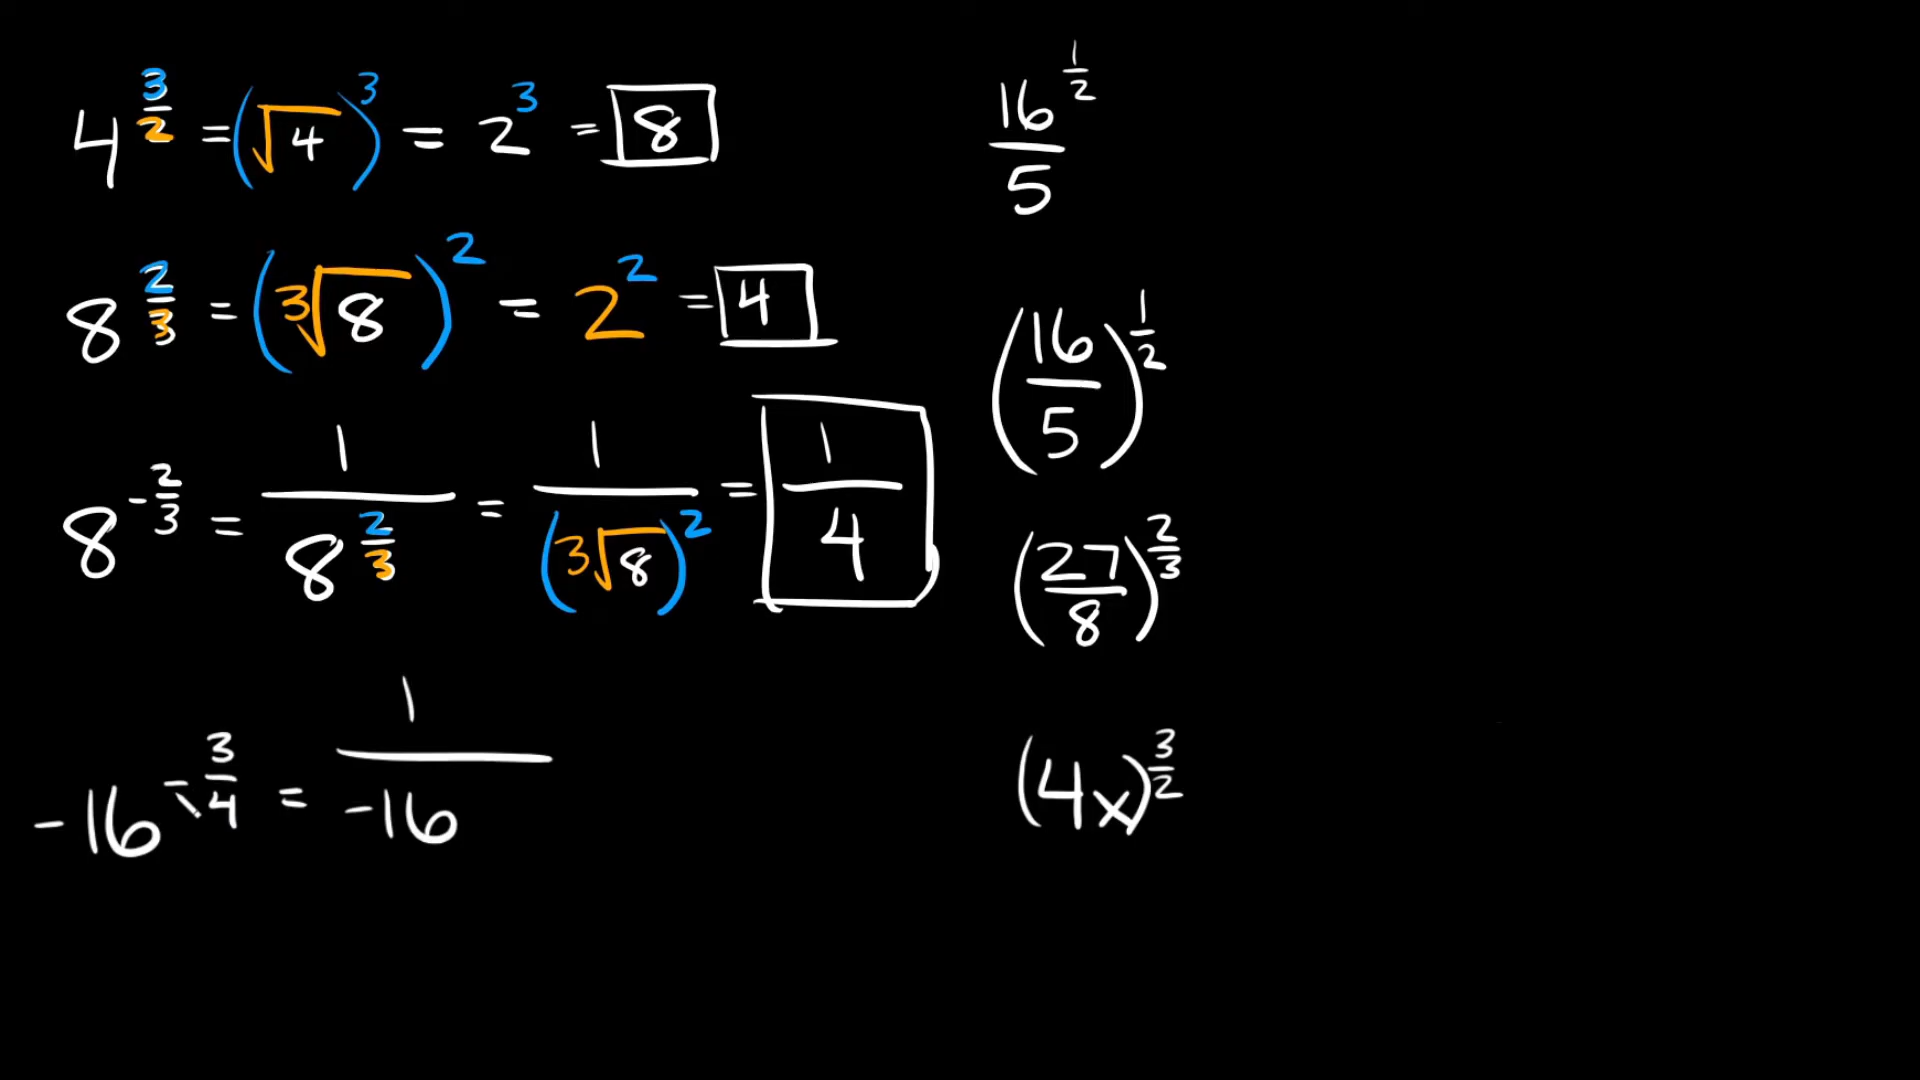 4^{3/2} = (√4)^3 = 2^3 = 8
8^{2/3} = (∛8)^2 = 2^2 = 4
8^{-2/3} = 1/8^{2/3} = 1/(∛8)^2 = 1/4
-16^{-3/4} = 1/-16
16^{1/2}/5
(16/5)^{1/2}
(27/8)^{2/3}
(4x)^{3/2}